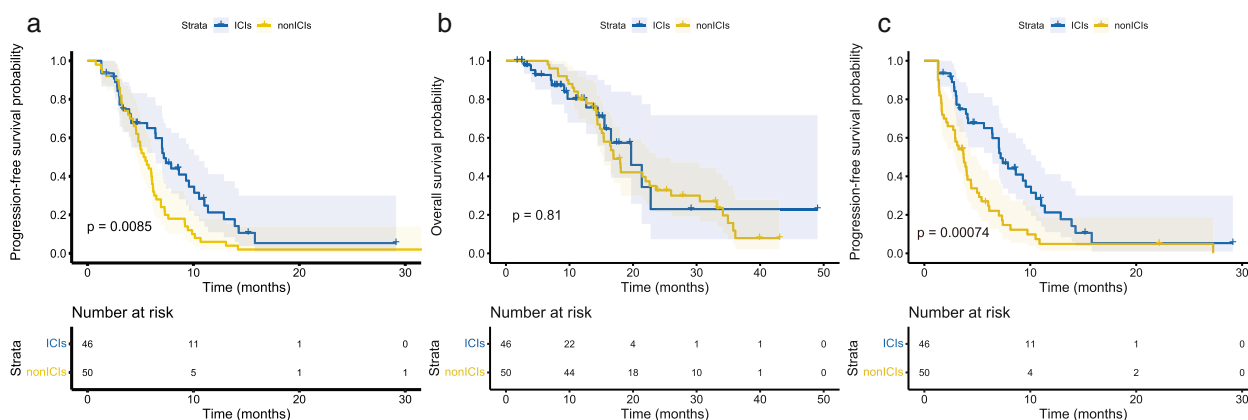 a
Strata ICIs nonICIs
Progression-free survival probability
1.0
0.8
0.6
0.4
0.2
0.0
p = 0.0085
0 10 20 30
Time (months)
Number at risk
Strata
ICIs 46 11 1 0
nonICIs 50 5 1 1
0 10 20 30
Time (months)
b
Strata ICIs nonICIs
Overall survival probability
1.0
0.8
0.6
0.4
0.2
0.0
p = 0.81
0 10 20 30 40 50
Time (months)
Number at risk
Strata
ICIs 46 22 4 1 1 0
nonICIs 50 44 18 10 1 0
0 10 20 30 40 50
Time (months)
c
Strata ICIs nonICIs
Progression-free survival probability
1.0
0.8
0.6
0.4
0.2
0.0
p = 0.00074
0 10 20 30
Time (months)
Number at risk
Strata
ICIs 46 11 1 0
nonICIs 50 4 2 0
0 10 20 30
Time (months)